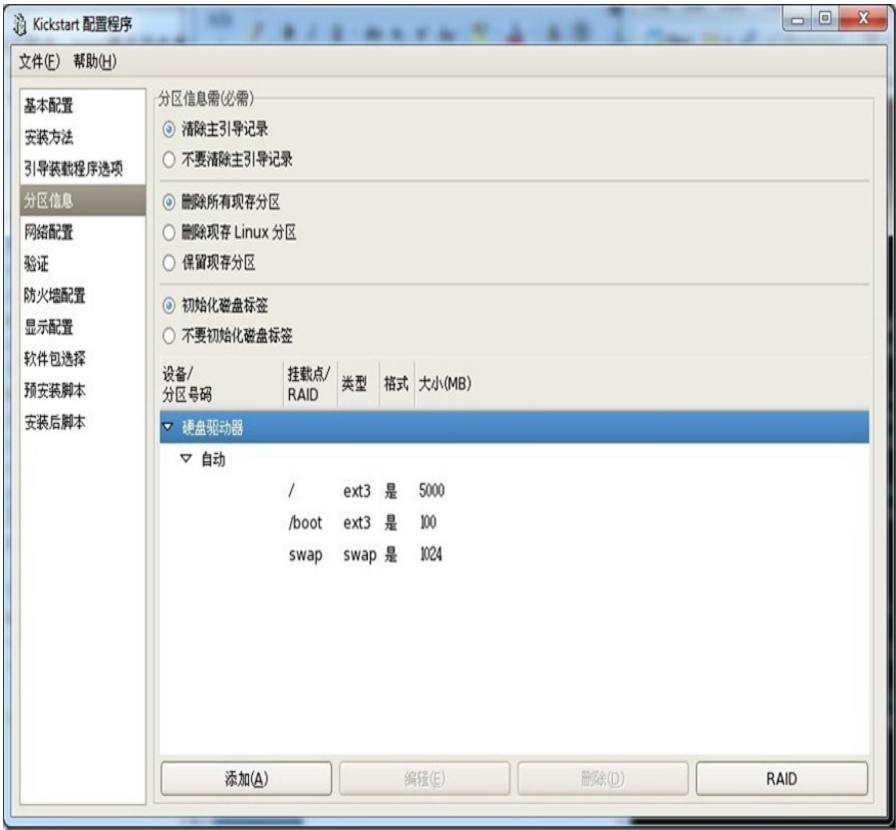 Kickstart 配置程序
文件(F) 帮助(H)
基本配置
安装方法
引导装载程序选项
分区信息
网络配置
验证
防火墙配置
显示配置
软件包选择
预安装脚本
安装后脚本
分区信息需(必需)
清除主引导记录
不要清除主引导记录
删除所有现存分区
删除现存 Linux 分区
保留现存分区
初始化磁盘标签
不要初始化磁盘标签
设备/ 分区号码 挂载点/ RAID 类型 格式 大小(MB)
硬盘驱动器
自动
/ ext3 是 5000
/boot ext3 是 100
swap swap 是 1024
添加(A) 编辑(E) 删除(D) RAID